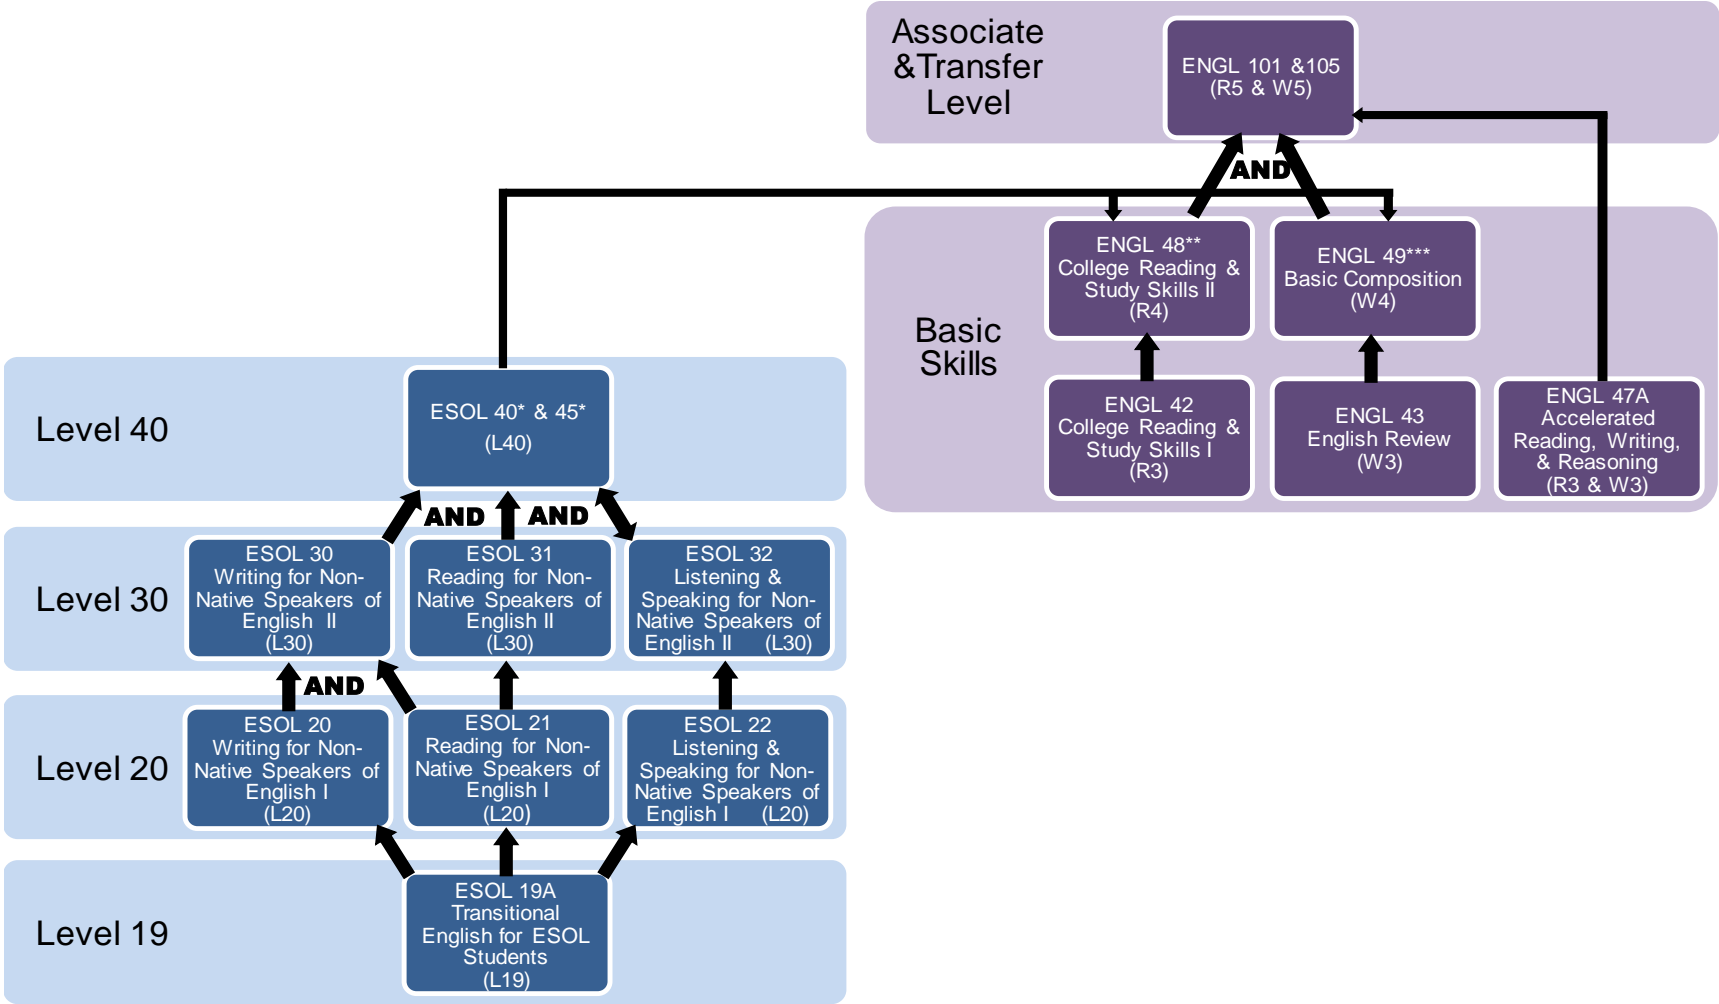 Associate
&Transfer
Level
ENGL 101 &105
(R5 & W5)
AND
Basic
Skills
ENGL 48**
College Reading &
Study Skills II
(R4)
ENGL 49***
Basic Composition
(W4)
ENGL 42
College Reading &
Study Skills I
(R3)
ENGL 43
English Review
(W3)
ENGL 47A
Accelerated
Reading, Writing,
& Reasoning
(R3 & W3)
Level 40
ESOL 40* & 45*
(L40)
AND
AND
Level 30
ESOL 30
Writing for Non-
Native Speakers of
English II
(L30)
ESOL 31
Reading for Non-
Native Speakers of
English II
(L30)
ESOL 32
Listening &
Speaking for Non-
Native Speakers of
English II (L30)
AND
Level 20
ESOL 20
Writing for Non-
Native Speakers of
English I
(L20)
ESOL 21
Reading for Non-
Native Speakers of
English I
(L20)
ESOL 22
Listening &
Speaking for Non-
Native Speakers of
English I (L20)
Level 19
ESOL 19A
Transitional
English for ESOL
Students
(L19)